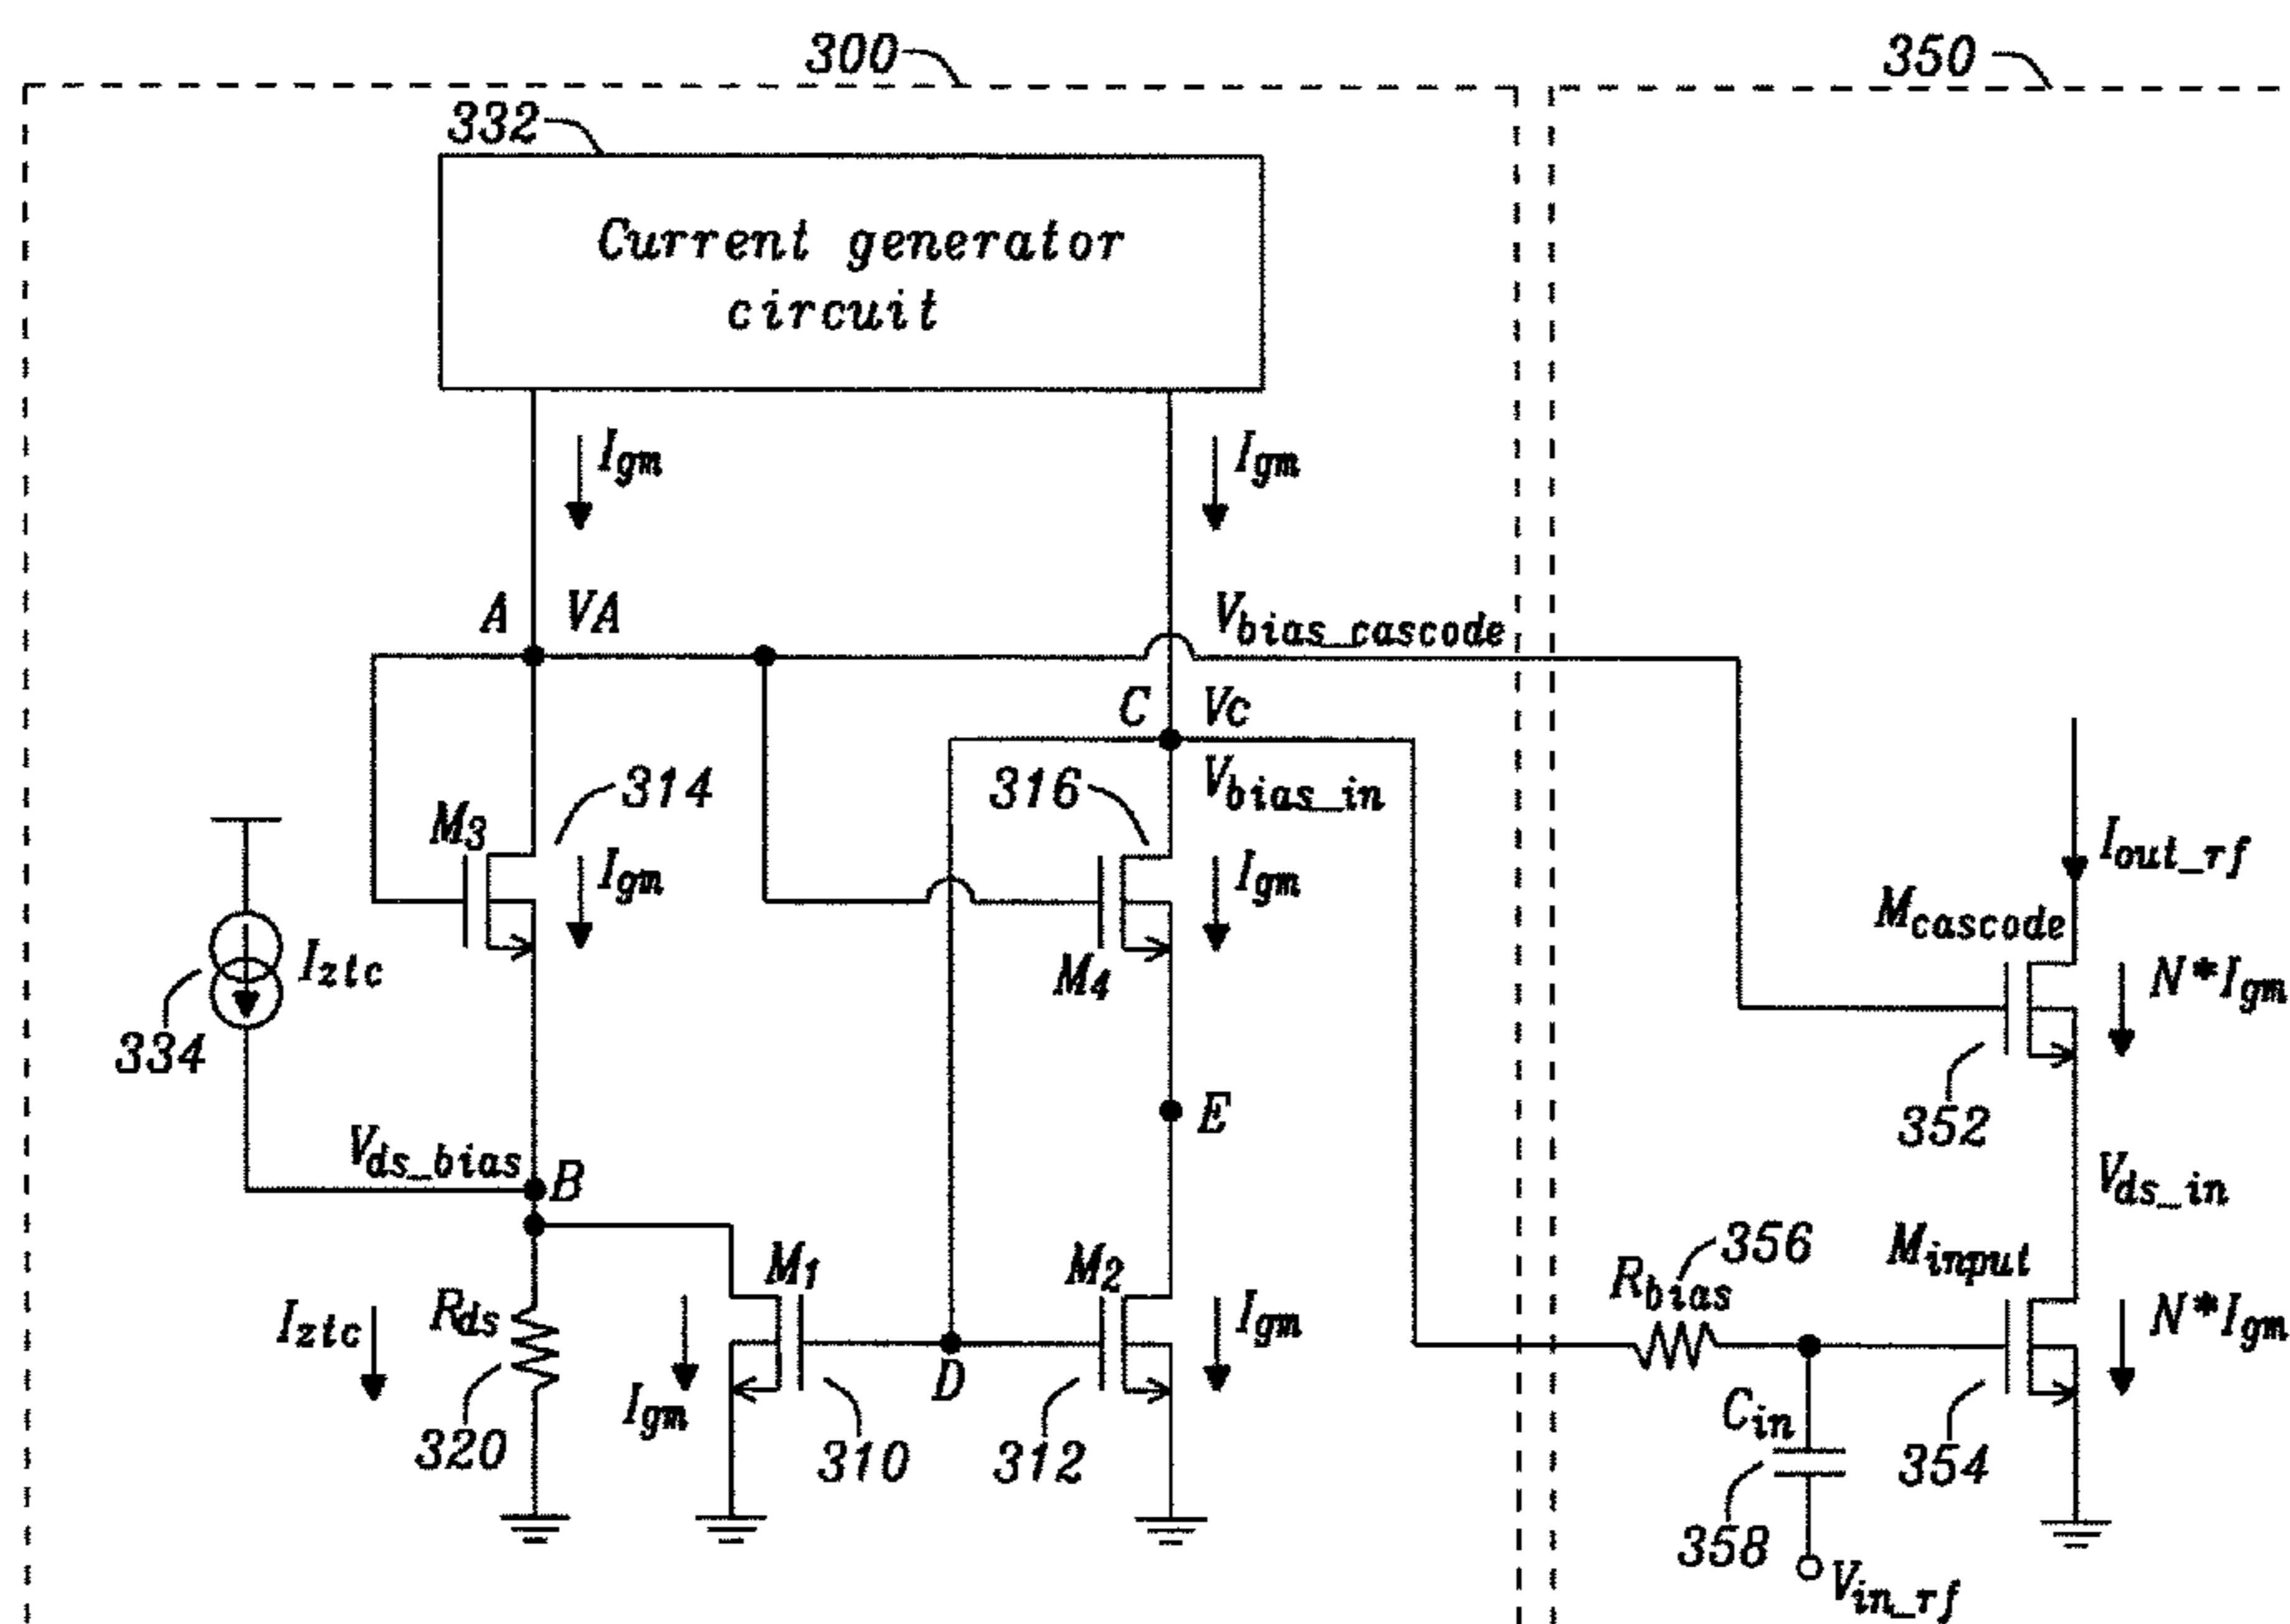 300
350
332
Current generator
circuit
Igm
Igm
A
VA
Vbias_cascode
C
Vc
Vbias_in
314
316
M3
Igm
Igm
Iout_rf
Mcascode
Iztc
M4
N*Igm
334
352
E
Vds_bias
B
Vds_in
356
Minput
Rbias
M1
M2
Iztc
Rds
Igm
N*Igm
Igm
D
Cin
320
310
312
354
358
Vin_rf